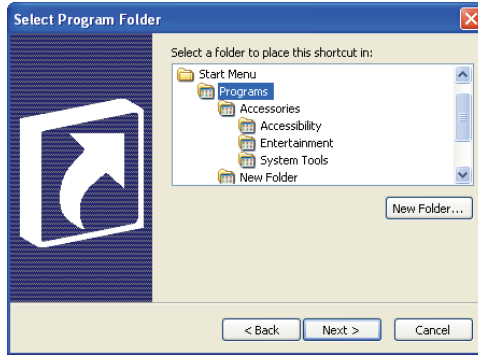 Select Program Folder
Select a folder to place this shortcut in:
Start Menu
Programs
Accessories
Accessibility
Entertainment
System Tools
New Folder
New Folder...
< Back
Next >
Cancel